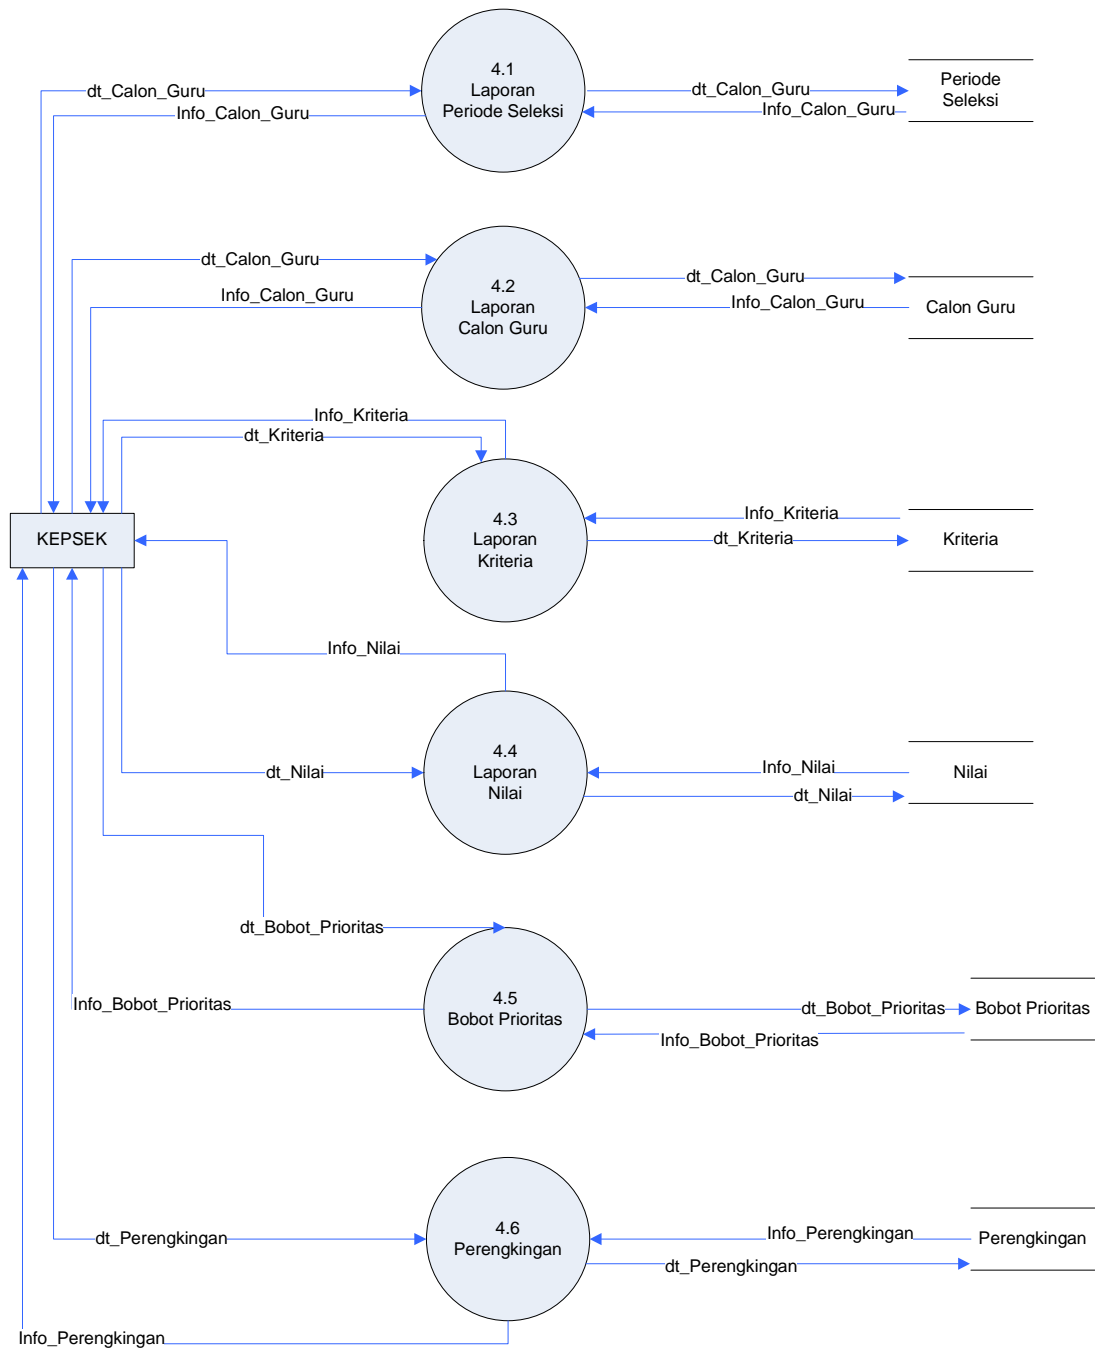 4.1
Laporan
Periode Seleksi
dt_Calon_Guru
Info_Calon_Guru
dt_Calon_Guru
Info_Calon_Guru
Periode
Seleksi
4.2
Laporan
Calon Guru
dt_Calon_Guru
Info_Calon_Guru
dt_Calon_Guru
Info_Calon_Guru
Calon Guru
Info_Kriteria
dt_Kriteria
4.3
Laporan
Kriteria
Info_Kriteria
dt_Kriteria
Kriteria
KEPSEK
Info_Nilai
dt_Nilai
4.4
Laporan
Nilai
Info_Nilai
dt_Nilai
Nilai
dt_Bobot_Prioritas
Info_Bobot_Prioritas
4.5
Bobot Prioritas
dt_Bobot_Prioritas
Info_Bobot_Prioritas
Bobot Prioritas
dt_Perengkingan
4.6
Perengkingan
Info_Perengkingan
dt_Perengkingan
Perengkingan
Info_Perengkingan